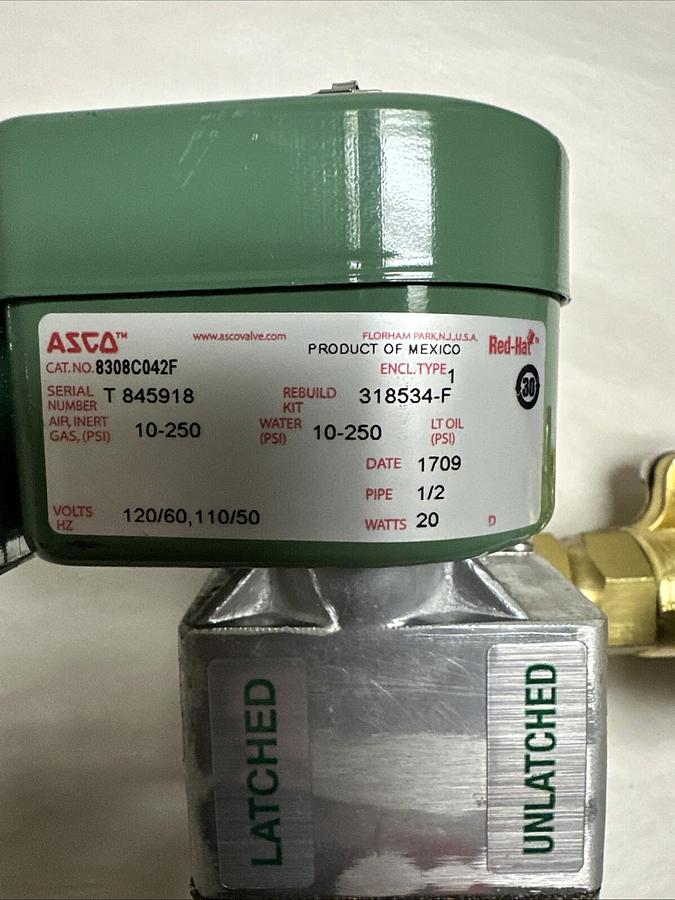 ASCO™ www.ascovalve.com FLORHAM PARK,N.J.,U.S.A. Red-Hat
PRODUCT OF MEXICO
CAT.NO. 8308C042F ENCL.TYPE 1
SERIAL NUMBER T 845918 REBUILD KIT 318534-F 30
AIR, INERT GAS, (PSI) 10-250 WATER (PSI) 10-250 LT OIL (PSI)
DATE 1709
PIPE 1/2
VOLTS HZ 120/60,110/50 WATTS 20 D
LATCHED
UNLATCHED